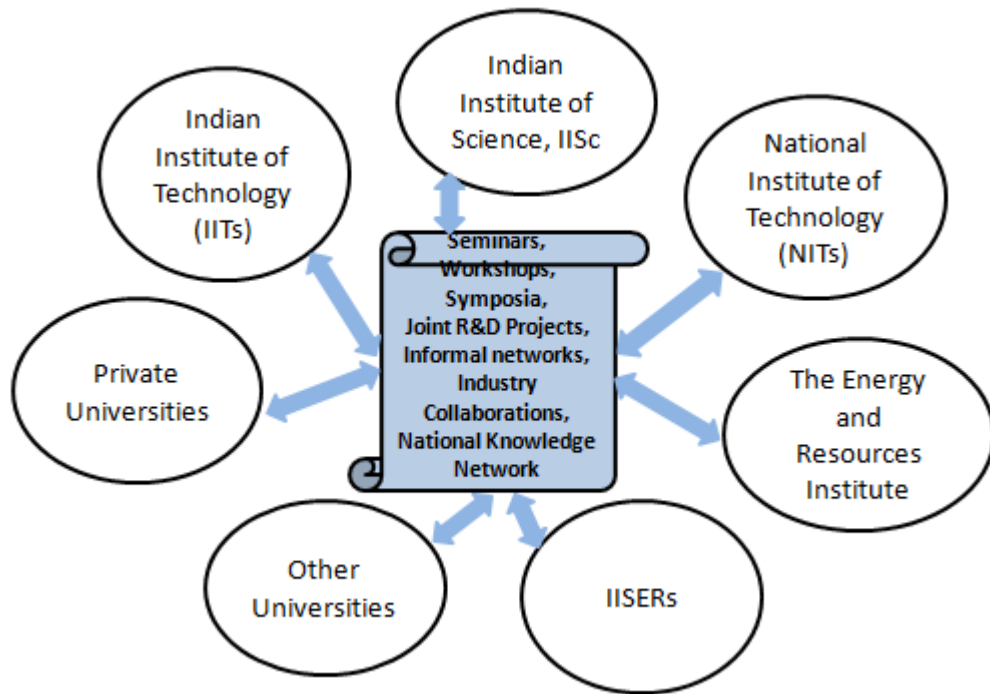 Indian
Institute of
Science, IISc
Indian
Institute of
Technology
(IITs)
National
Institute of
Technology
(NITs)
Seminars,
Workshops,
Symposia,
Joint R&D Projects,
Informal networks,
Industry
Collaborations,
National Knowledge
Network
Private
Universities
The Energy
and
Resources
Institute
Other
Universities
IISERs